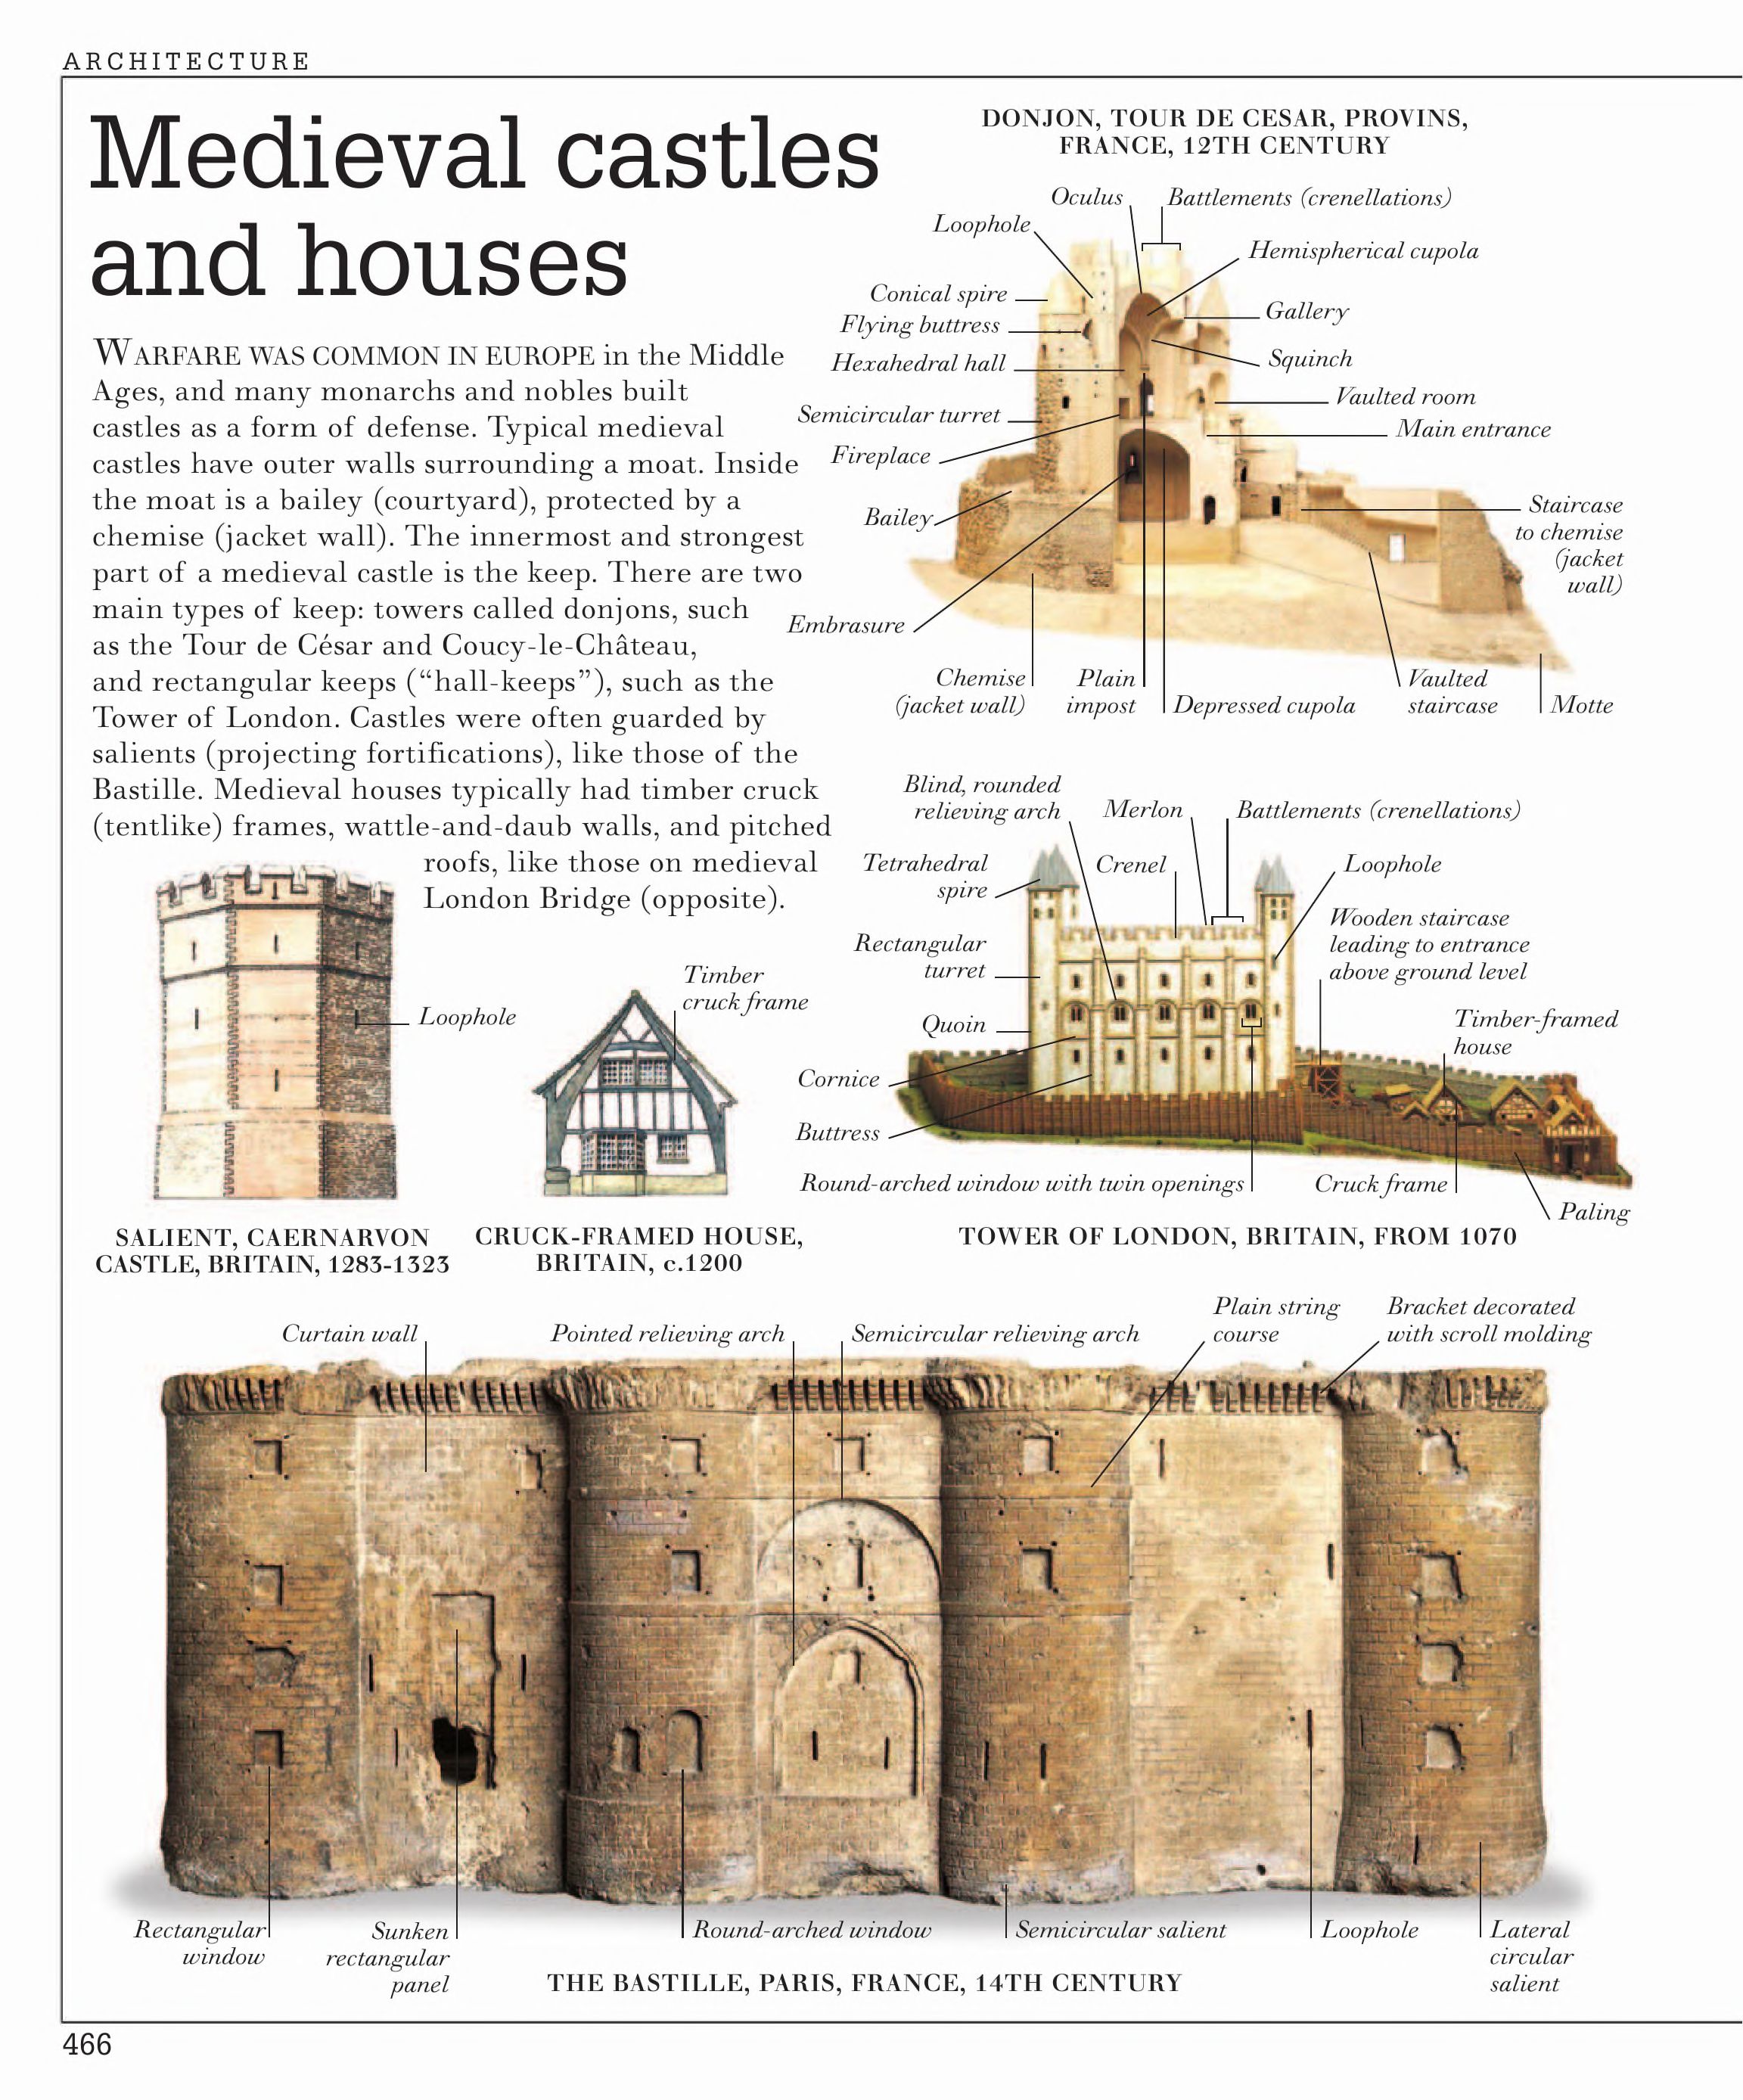 ARCHITECTURE
Medieval castles
and houses
WARFARE WAS COMMON IN EUROPE in the Middle
Ages, and many monarchs and nobles built
castles as a form of defense. Typical medieval
castles have outer walls surrounding a moat. Inside
the moat is a bailey (courtyard), protected by a
chemise (jacket wall). The innermost and strongest
part of a medieval castle is the keep. There are two
main types of keep: towers called donjons, such
as the Tour de César and Coucy-le-Château,
and rectangular keeps (“hall-keeps”), such as the
Tower of London. Castles were often guarded by
salients (projecting fortifications), like those of the
Bastille. Medieval houses typically had timber cruck
(tentlike) frames, wattle-and-daub walls, and pitched
roofs, like those on medieval
London Bridge (opposite).
DONJON, TOUR DE CESAR, PROVINS,
FRANCE, 12TH CENTURY
Oculus
Battlements (crenellations)
Loophole
Hemispherical cupola
Conical spire
Gallery
Flying buttress
Squinch
Hexahedral hall
Vaulted room
Semicircular turret
Main entrance
Fireplace
Bailey
Staircase
to chemise
(jacket
wall)
Embrasure
Chemise
(jacket wall)
Plain
impost
Depressed cupola
Vaulted
staircase
Motte
Blind, rounded
relieving arch
Merlon
Battlements (crenellations)
Tetrahedral
spire
Crenel
Loophole
Wooden staircase
leading to entrance
above ground level
Rectangular
turret
Quoin
Timber-framed
house
Cornice
Buttress
Round-arched window with twin openings
Cruck frame
Paling
TOWER OF LONDON, BRITAIN, FROM 1070
Loophole
SALIENT, CAERNARVON
CASTLE, BRITAIN, 1283-1323
Timber
cruck frame
CRUCK-FRAMED HOUSE,
BRITAIN, c.1200
Curtain wall
Pointed relieving arch
Semicircular relieving arch
Plain string
course
Bracket decorated
with scroll molding
Rectangular
window
Sunken
rectangular
panel
Round-arched window
Semicircular salient
Loophole
Lateral
circular
salient
THE BASTILLE, PARIS, FRANCE, 14TH CENTURY
466